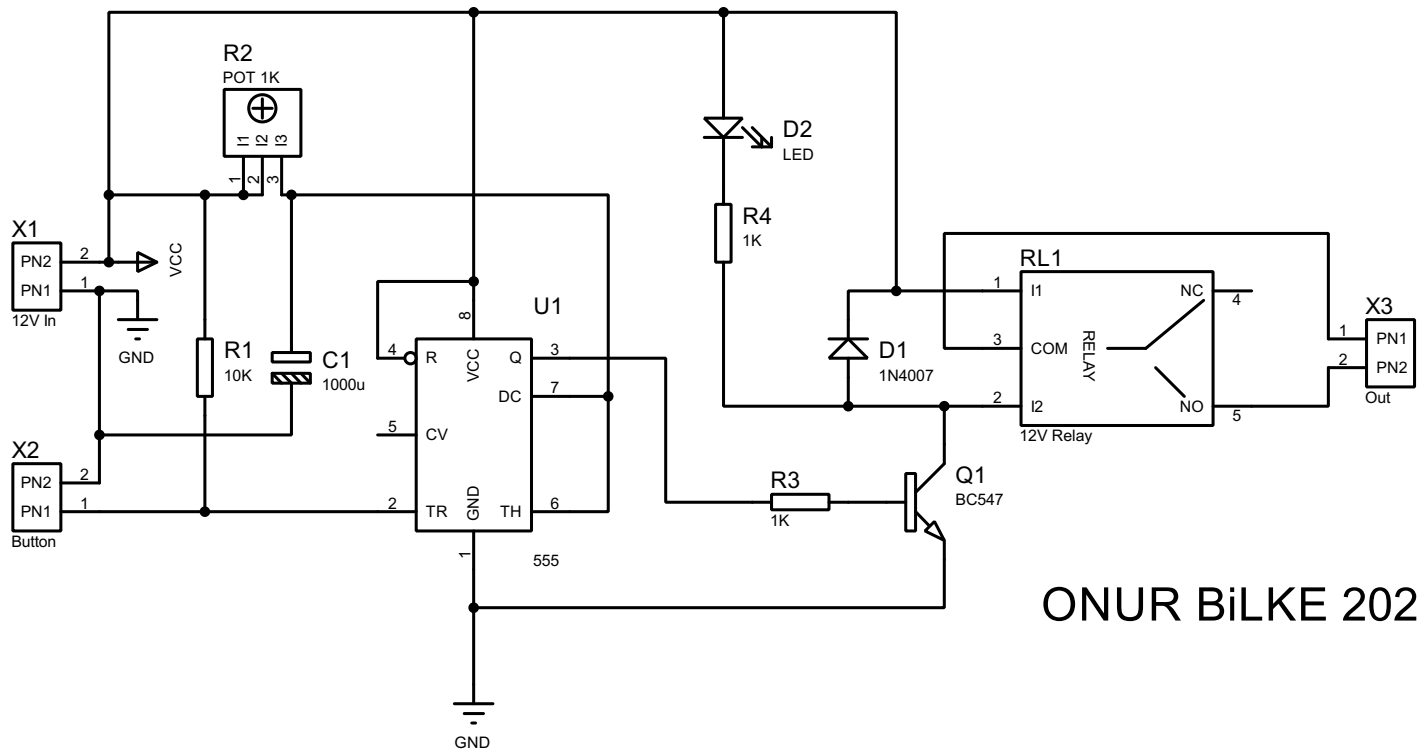 R2
POT 1K
I1
I2
I3
1
2
3
X1
PN2
2
PN1
1
12V In
VCC
GND
R1
10K
C1
1000u
X2
PN2
2
PN1
1
Button
U1
8
VCC
4
R
Q
3
DC
7
5
CV
2
TR
GND
TH
6
1
555
GND
D2
LED
R4
1K
D1
1N4007
R3
1K
Q1
BC547
RL1
1
I1
NC
4
3
COM
RELAY
2
I2
NO
5
12V Relay
X3
1
PN1
2
PN2
Out
ONUR BiLKE 202